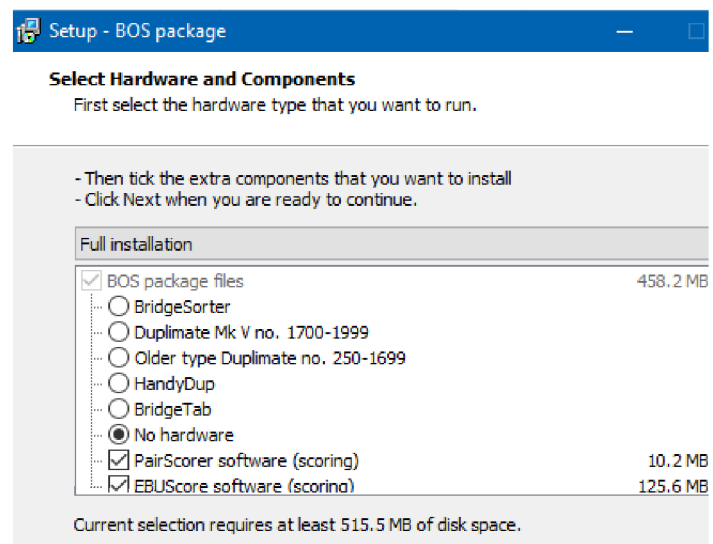 Setup - BOS package
Select Hardware and Components
First select the hardware type that you want to run.
- Then tick the extra components that you want to install
- Click Next when you are ready to continue.
Full installation
BOS package files 458.2 MB
BridgeSorter
Duplimate Mk V no. 1700-1999
Older type Duplimate no. 250-1699
HandyDup
BridgeTab
No hardware
PairScorer software (scoring) 10.2 MB
EBUScore software (scoring) 125.6 MB
Current selection requires at least 515.5 MB of disk space.